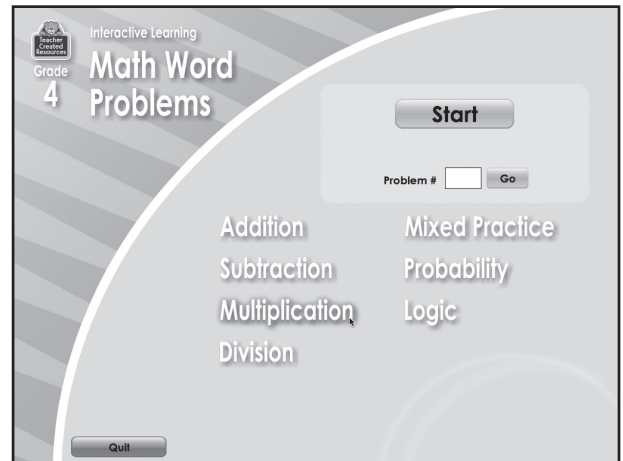 Teacher
Created
Resources
Interactive Learning
Grade
4
Math Word
Problems
Start
Problem #
Go
Addition
Mixed Practice
Subtraction
Probability
Multiplication
Logic
Division
Quit